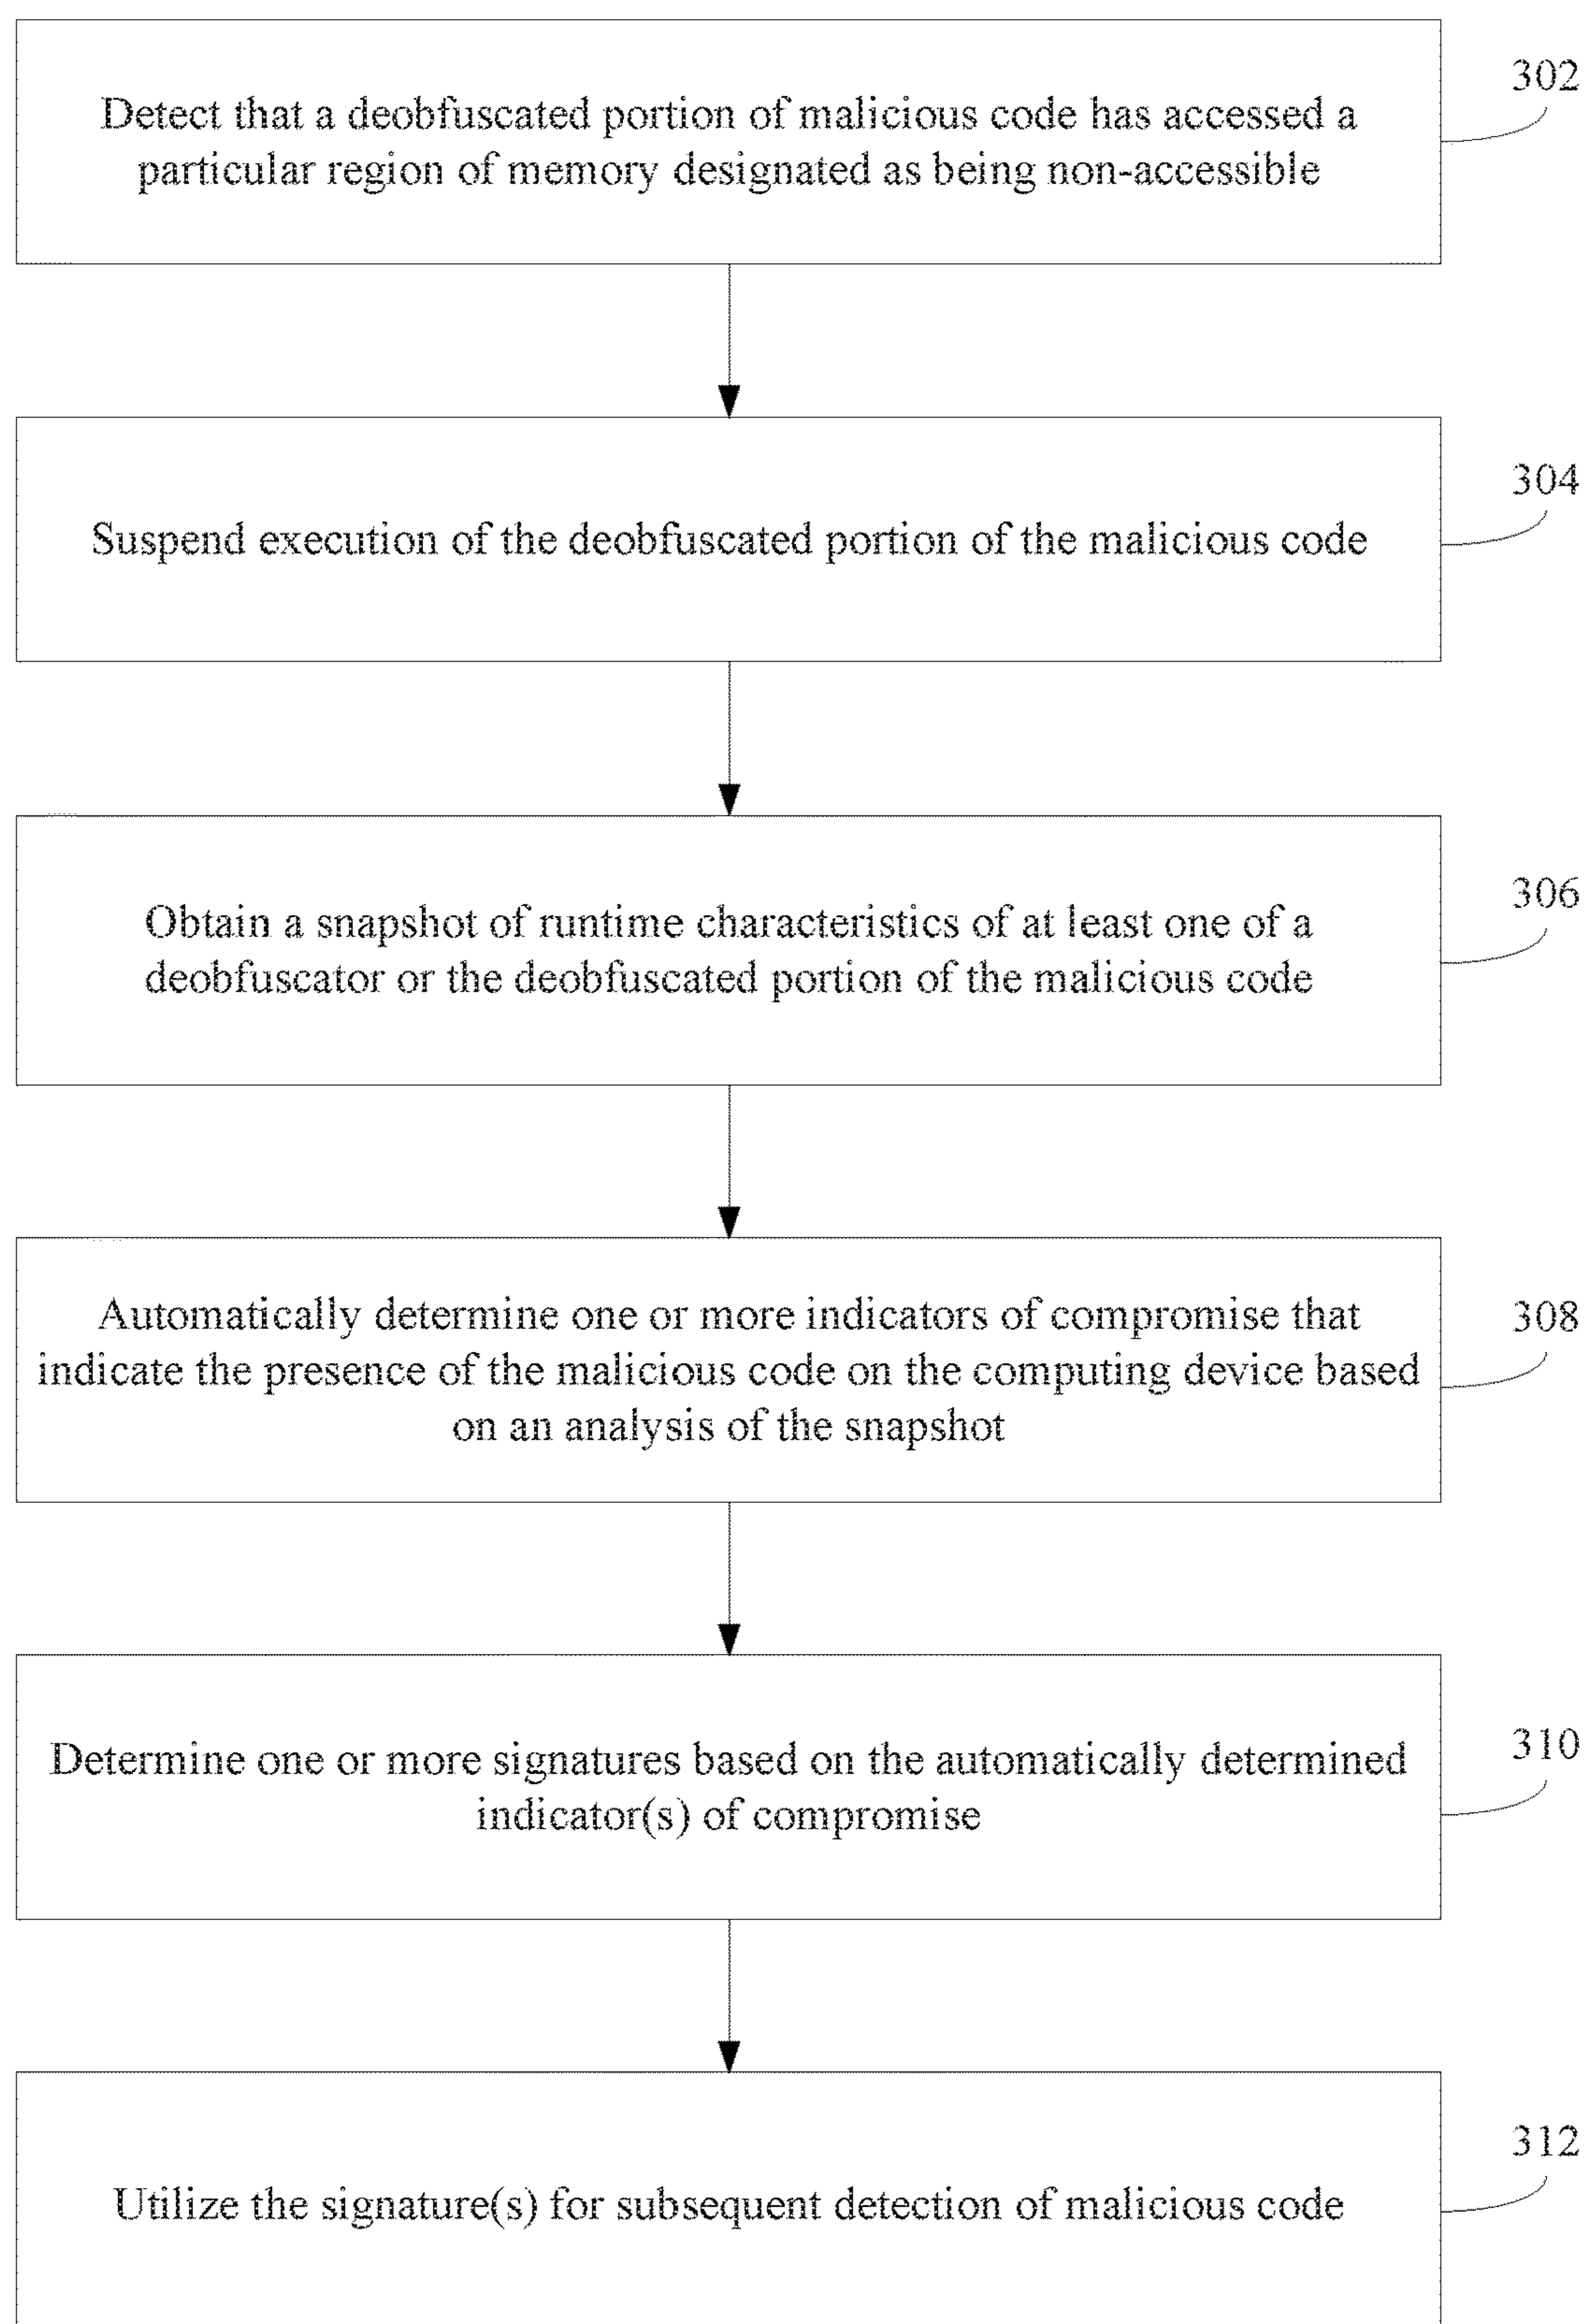 302
Detect that a deobfuscated portion of malicious code has accessed a
particular region of memory designated as being non-accessible
304
Suspend execution of the deobfuscated portion of the malicious code
306
Obtain a snapshot of runtime characteristics of at least one of a
deobfuscator or the deobfuscated portion of the malicious code
Automatically determine one or more indicators of compromise that
308
indicate the presence of the malicious code on the computing device based
on an analysis of the snapshot
310
Determine one or more signatures based on the automatically determined
indicator(s) of compromise
312
Utilize the signature(s) for subsequent detection of malicious code